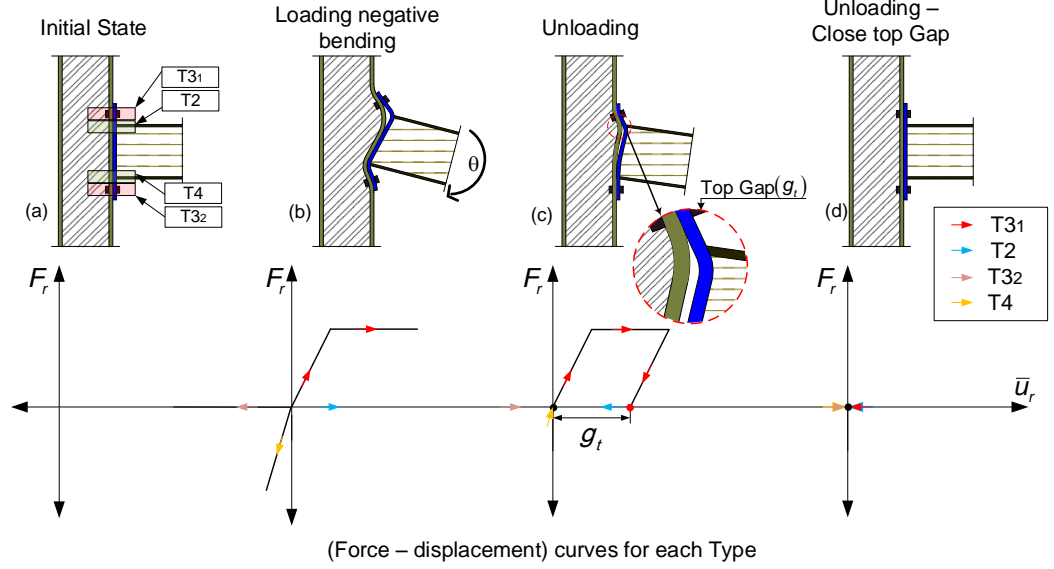 Initial State
Loading negative
bending
Unloading
Unloading –
Close top Gap
T31
T2
T4
T32
θ
Top Gap(gt)
(a)
(b)
(c)
(d)
T31
T2
T32
T4
Fr
Fr
Fr
Fr
ūr
gt
(Force – displacement) curves for each Type